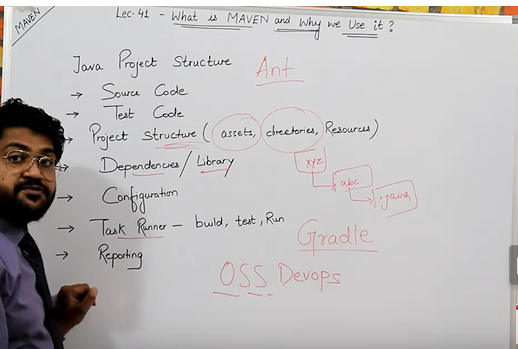 MAVEN
Lec-41 - What is MAVEN and Why we Use it?
Java Project Structure
Ant
→ Source Code
→ Test Code
→ Project Structure (assets, directories, Resources)
→ Dependencies / Library
xyz
abc
.java
→ Configuration
→ Task Runner - build, test, Run
Gradle
→ Reporting
OSS Devops